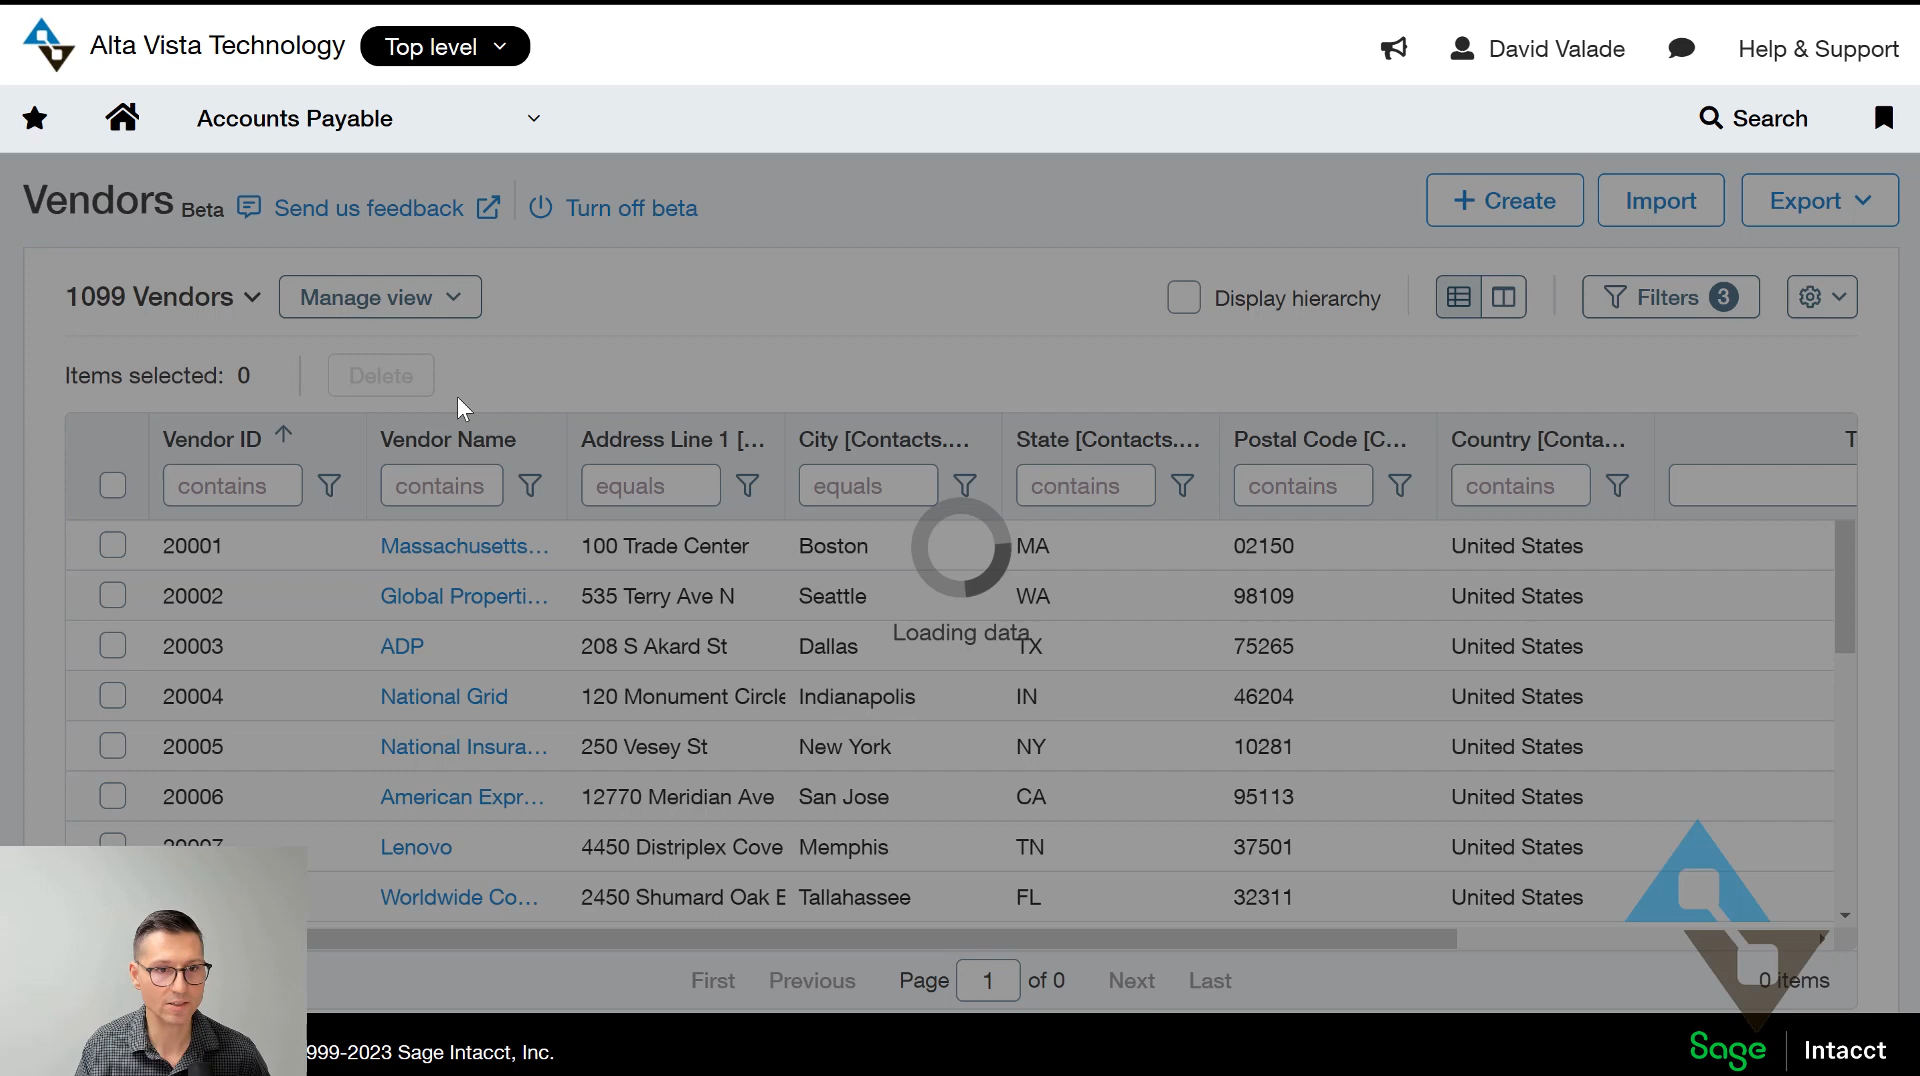 Alta Vista Technology Top level David Valade Help & Support
Accounts Payable Search
Vendors Beta Send us feedback Turn off beta + Create Import Export
1099 Vendors Manage view Display hierarchy Filters 3
Items selected: 0 Delete
Vendor ID Vendor Name Address Line 1 [... City [Contacts.... State [Contacts.... Postal Code [C... Country [Conta... T
contains contains equals equals contains contains contains
20001 Massachusetts... 100 Trade Center Boston MA 02150 United States
20002 Global Properti... 535 Terry Ave N Seattle WA 98109 United States
Loading data
20003 ADP 208 S Akard St Dallas TX 75265 United States
20004 National Grid 120 Monument Circle Indianapolis IN 46204 United States
20005 National Insura... 250 Vesey St New York NY 10281 United States
20006 American Expr... 12770 Meridian Ave San Jose CA 95113 United States
20007 Lenovo 4450 Distriplex Cove Memphis TN 37501 United States
Worldwide Co... 2450 Shumard Oak B Tallahassee FL 32311 United States
First Previous Page 1 of 0 Next Last 0 items
999-2023 Sage Intacct, Inc. Sage Intacct